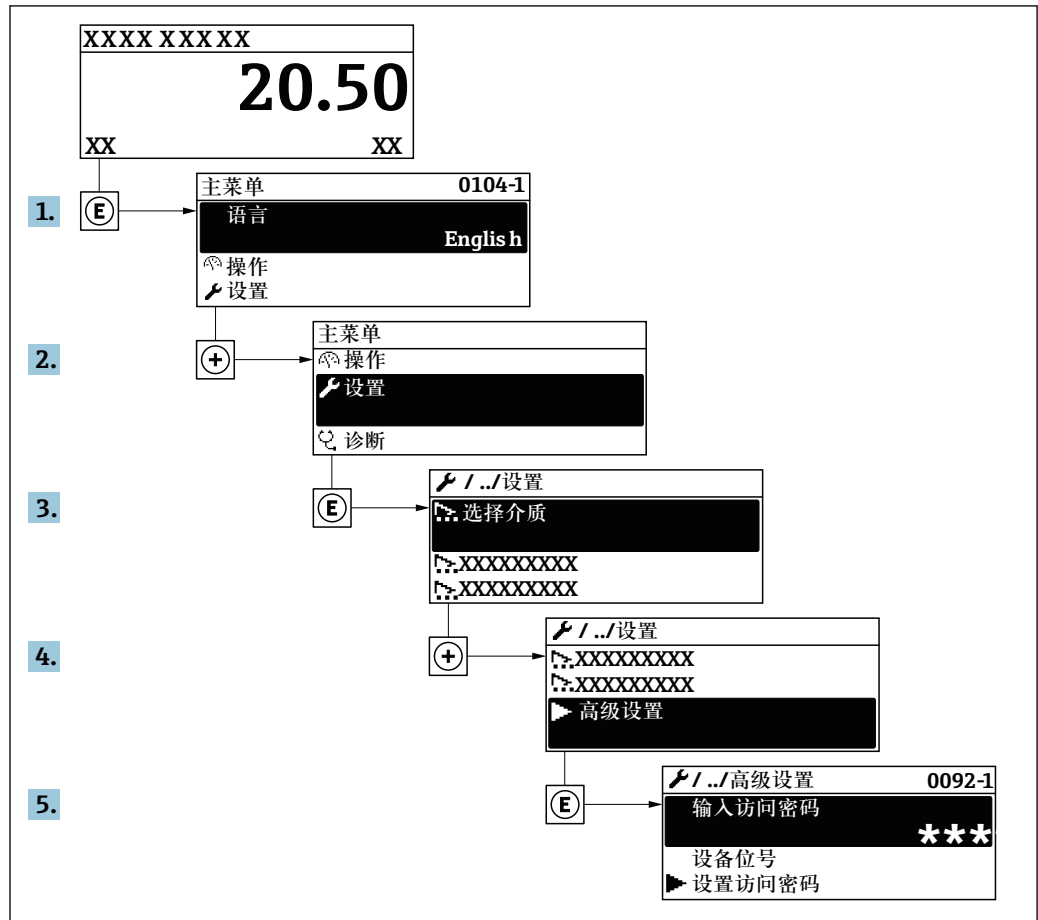 XXXX XXXXX
20.50
XX XX
1. E
主菜单 0104-1
语言
English
操作
设置
2. +
主菜单
操作
设置
诊断
3. E
/ ../设置
选择介质
XXXXXXXXX
XXXXXXXXX
4. +
/ ../设置
XXXXXXXXX
XXXXXXXXX
高级设置
5. E
/ ../高级设置 0092-1
输入访问密码
***
设备位号
设置访问密码